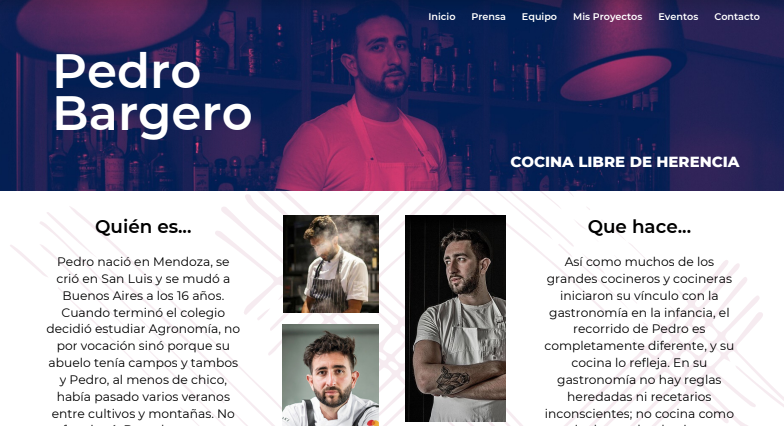 Inicio Prensa Equipo Mis Proyectos Eventos Contacto
Pedro
Bargero
COCINA LIBRE DE HERENCIA
Quién es...
Pedro nació en Mendoza, se
crió en San Luis y se mudó a
Buenos Aires a los 16 años.
Cuando terminó el colegio
decidió estudiar Agronomía, no
por vocación sinó porque su
abuelo tenía campos y tambos
y Pedro, al menos de chico,
había pasado varios veranos
entre cultivos y montañas. No
Que hace...
Así como muchos de los
grandes cocineros y cocineras
iniciaron su vínculo con la
gastronomía en la infancia, el
recorrido de Pedro es
completamente diferente, y su
cocina lo refleja. En su
gastronomía no hay reglas
heredadas ni recetarios
inconscientes; no cocina como